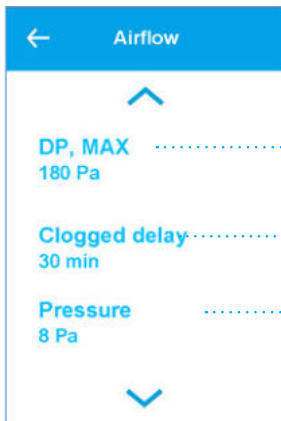 Airflow
DP, MAX
180 Pa
Clogged delay
30 min
Pressure
8 Pa